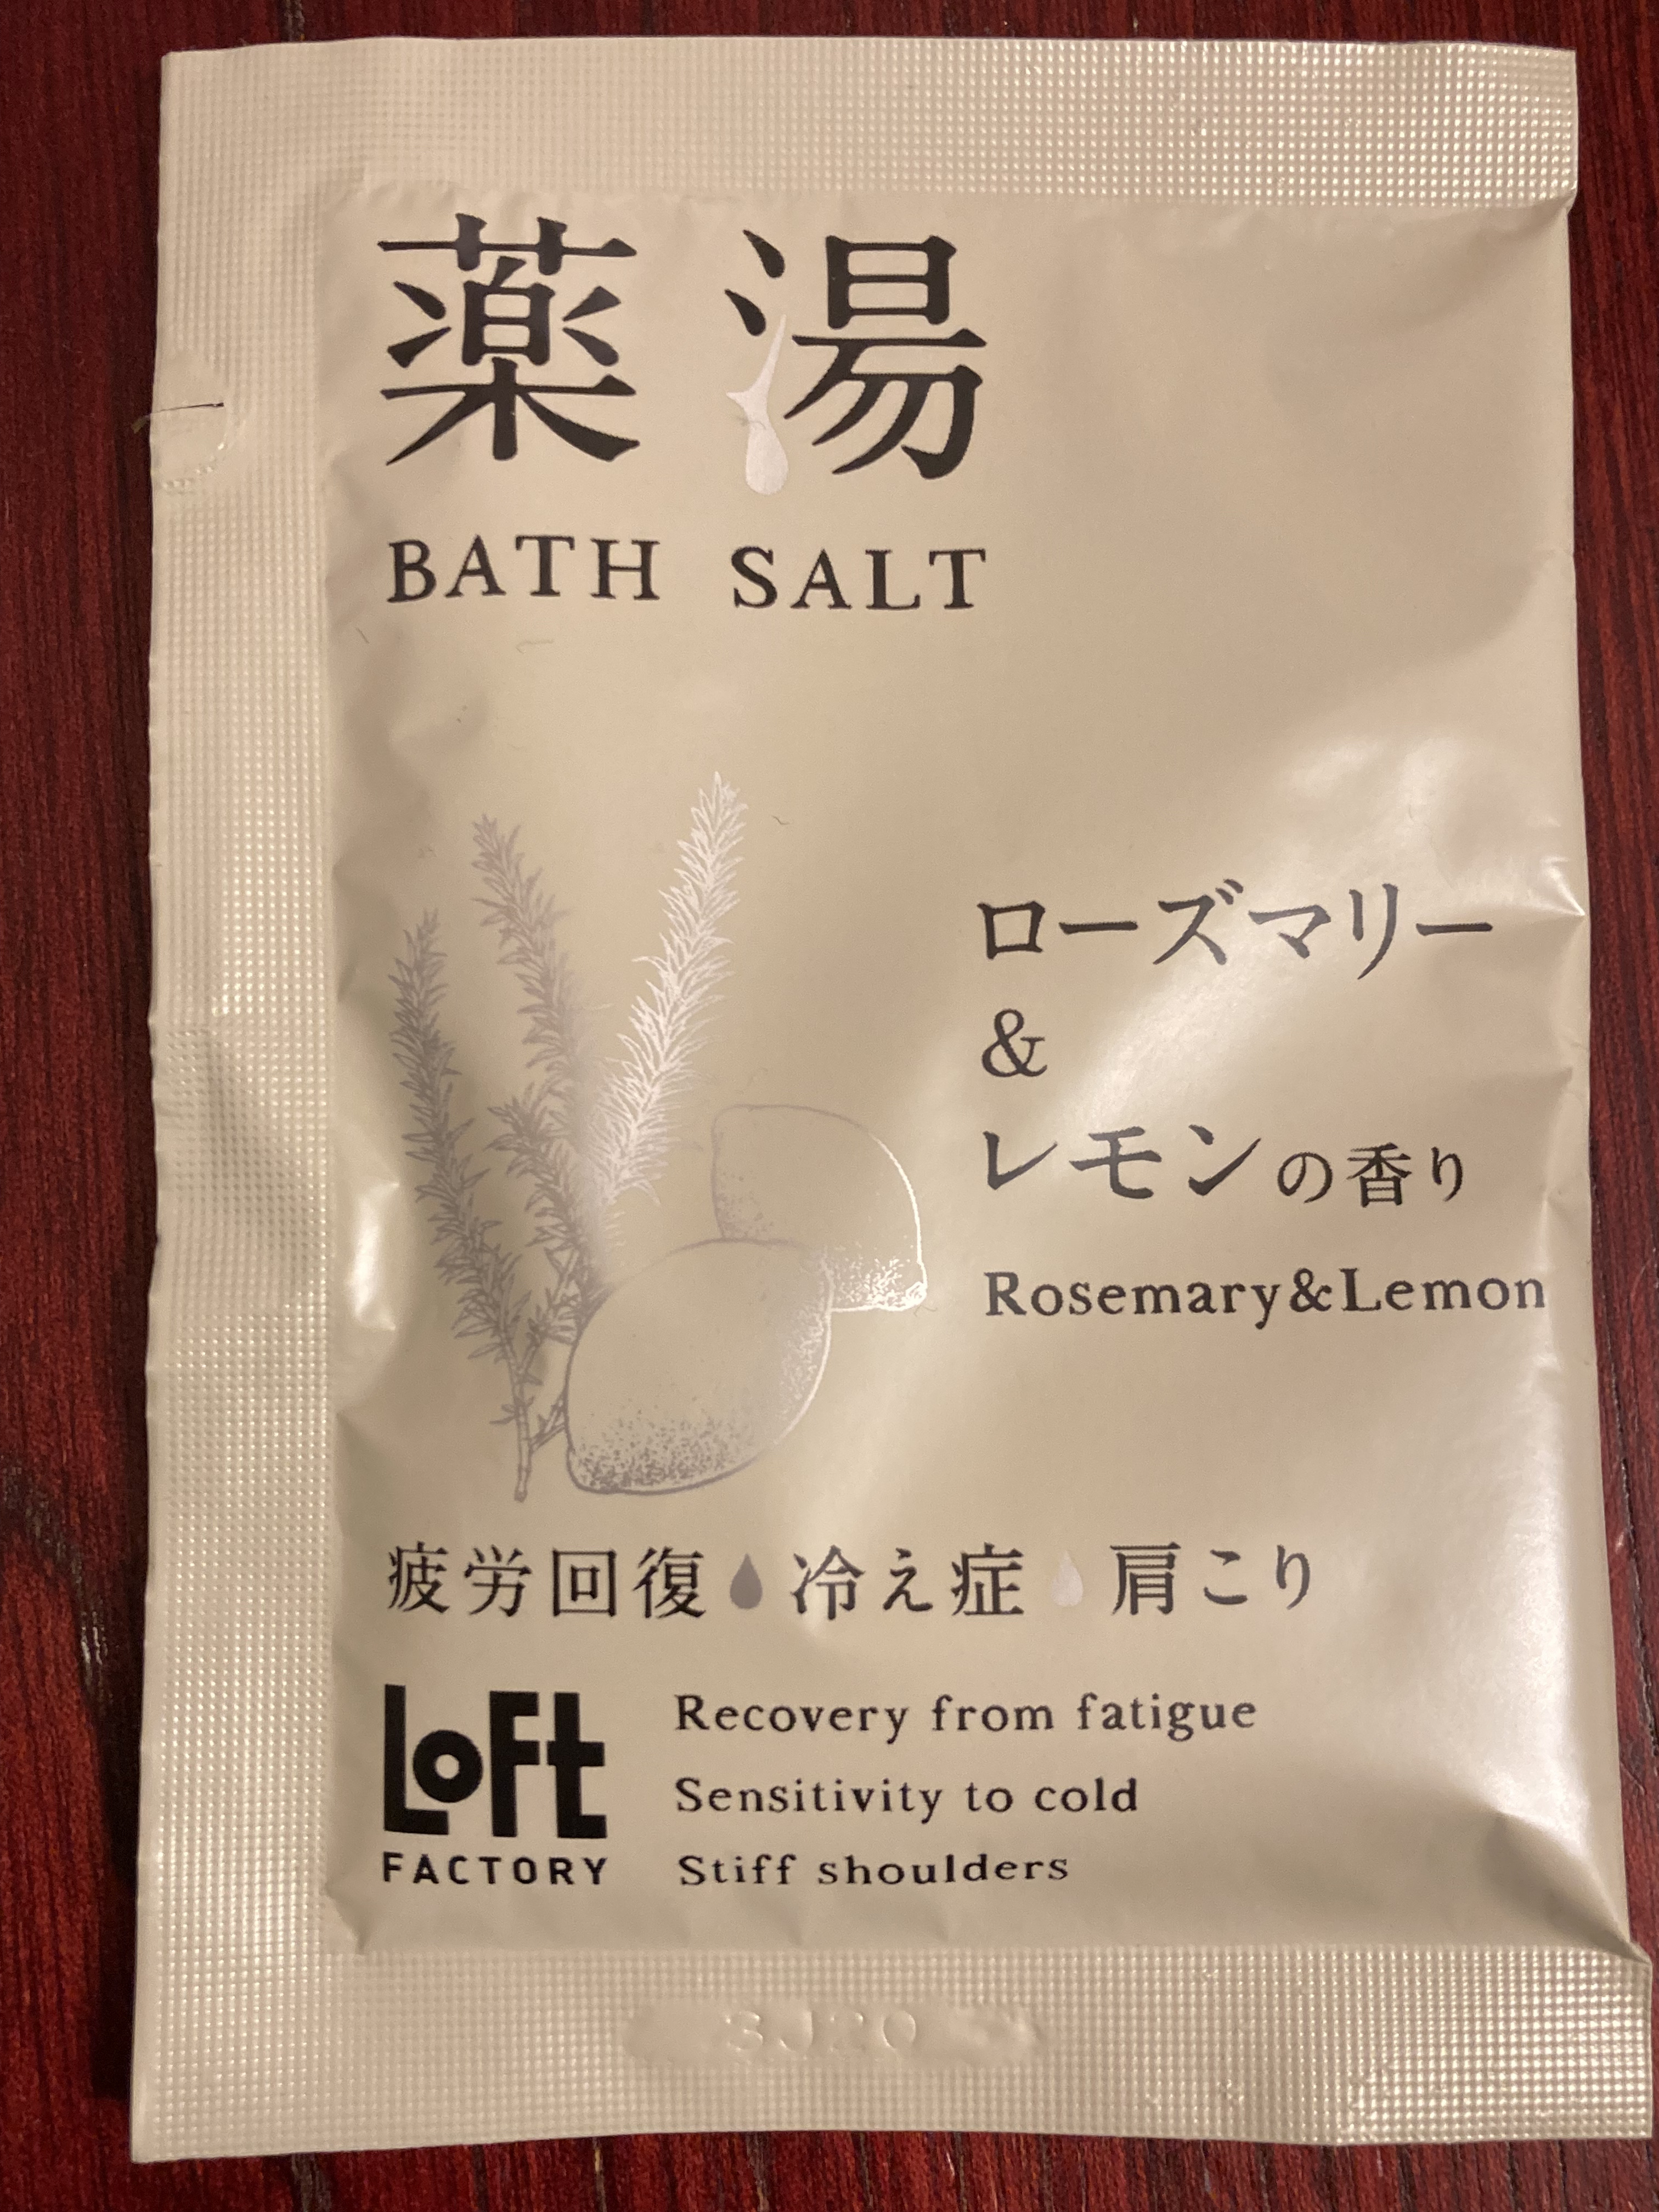 薬湯
BATH SALT
ローズマリー
&
レモンの香り
Rosemary&Lemon
疲労回復 冷え症 肩こり
LOFT
FACTORY
Recovery from fatigue
Sensitivity to cold
Stiff shoulders
3J20